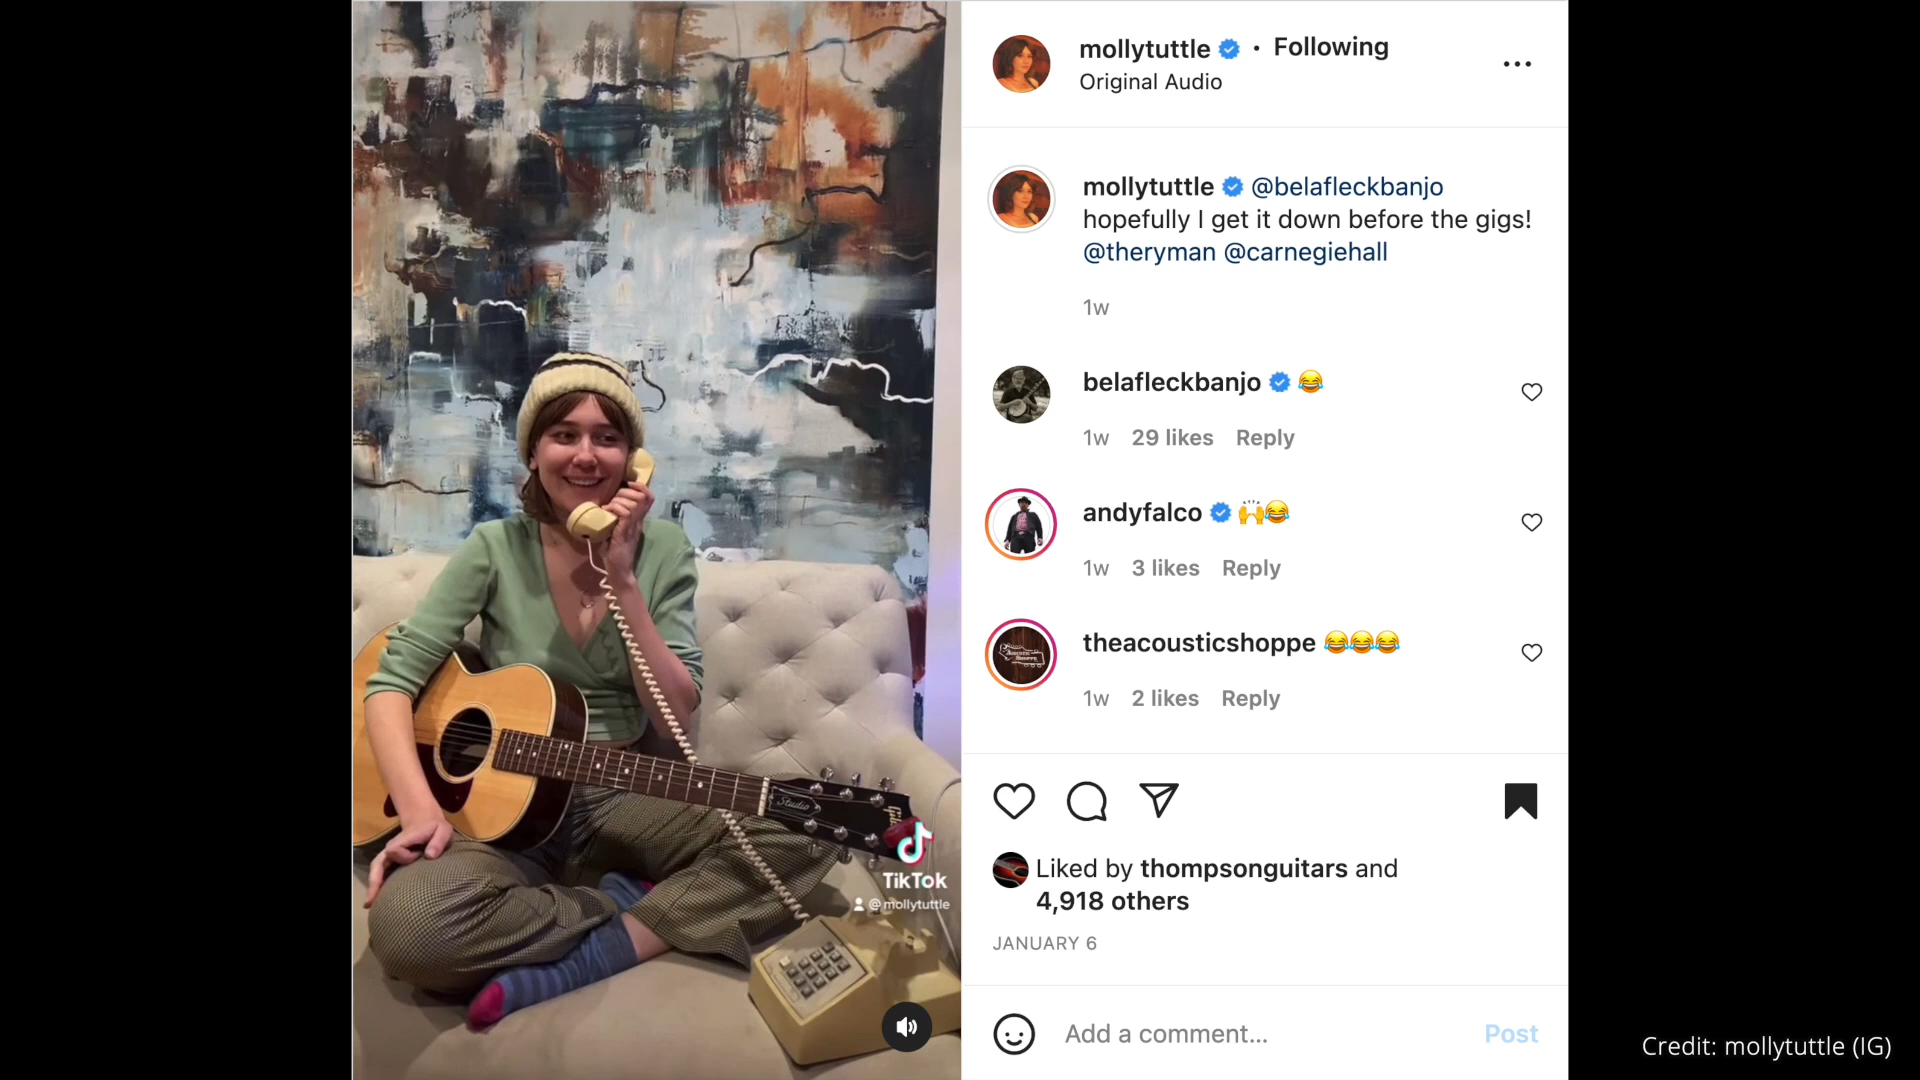 Studio
TikTok
@mollytuttle
mollytuttle • Following
Original Audio
mollytuttle @belafleckbanjo
hopefully I get it down before the gigs!
@theryman @carnegiehall
1w
belafleckbanjo 😂
1w 29 likes Reply
andyfalco 🙌😂
1w 3 likes Reply
theacousticshoppe 😂😂😂
1w 2 likes Reply
Liked by thompsonguitars and
4,918 others
JANUARY 6
Add a comment... Post
Credit: mollytuttle (IG)